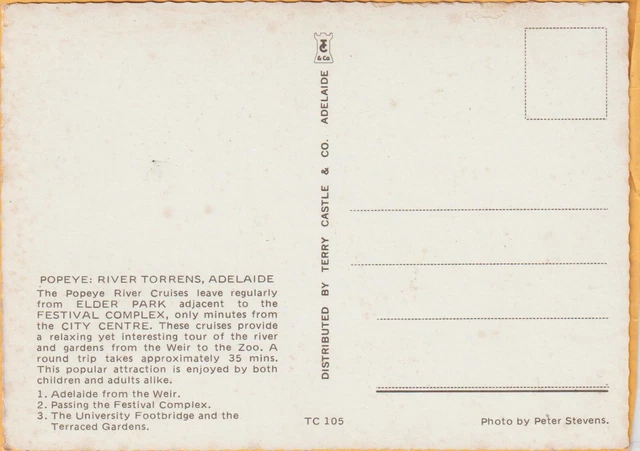 POPEYE: RIVER TORRENS, ADELAIDE
The Popeye River Cruises leave regularly
from ELDER PARK adjacent to the
FESTIVAL COMPLEX, only minutes from
the CITY CENTRE. These cruises provide
a relaxing yet interesting tour of the river
and gardens from the Weir to the Zoo. A
round trip takes approximately 35 mins.
This popular attraction is enjoyed by both
children and adults alike.
1. Adelaide from the Weir.
2. Passing the Festival Complex.
3. The University Footbridge and the
Terraced Gardens.
& Co
DISTRIBUTED BY TERRY CASTLE & CO. ADELAIDE
TC 105
Photo by Peter Stevens.